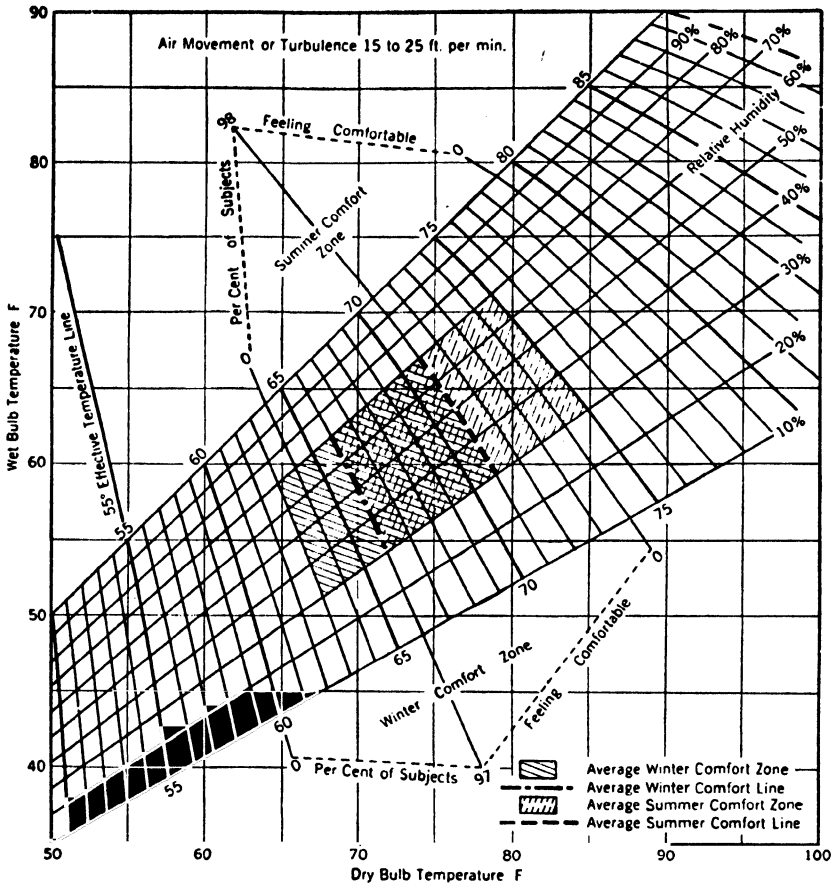 90
Air Movement or Turbulence 15 to 25 ft. per min.
90%
80%
70%
60%
50%
40%
30%
20%
10%
Relative Humidity
85
80
75
70
65
60
55
98
Feeling Comfortable
0
Per Cent of Subjects
0
Summer Comfort
Zone
80
70
60
50
40
Wet Bulb Temperature F
55° Effective Temperature Line
75
70
65
60
55
0
Feeling Comfortable
Winter Comfort Zone
0
Per Cent of Subjects
97
Average Winter Comfort Zone
Average Winter Comfort Line
Average Summer Comfort Zone
Average Summer Comfort Line
50
60
70
80
90
100
Dry Bulb Temperature F